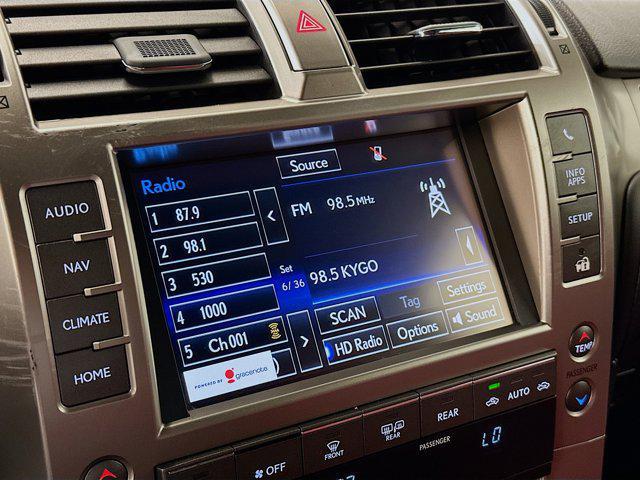 AUDIO
NAV
CLIMATE
HOME
Radio
Source
1 87.9
2 98.1
3 530
4 1000
5 Ch 001
POWERED BY gracenote
<
Set
6/36
>
FM 98.5 MHz
98.5 KYGO
SCAN
Tag
Settings
HD Radio
Options
Sound
INFO
APPS
SETUP
TEMP
PASSENGER
OFF
FRONT
REAR
REAR
AUTO
PASSENGER
LO